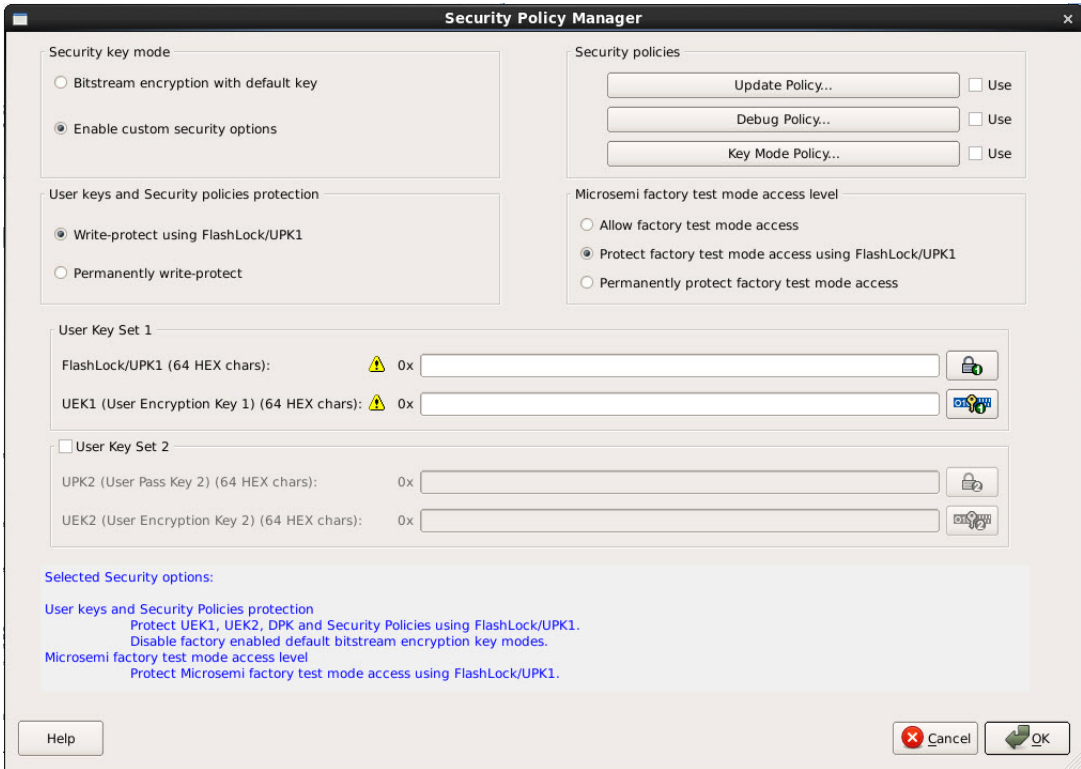 Security Policy Manager
Security key mode
Bitstream encryption with default key
Enable custom security options
Security policies
Update Policy... Use
Debug Policy... Use
Key Mode Policy... Use
User keys and Security policies protection
Write-protect using FlashLock/UPK1
Permanently write-protect
Microsemi factory test mode access level
Allow factory test mode access
Protect factory test mode access using FlashLock/UPK1
Permanently protect factory test mode access
User Key Set 1
FlashLock/UPK1 (64 HEX chars): 0x
UEK1 (User Encryption Key 1) (64 HEX chars): 0x
User Key Set 2
UPK2 (User Pass Key 2) (64 HEX chars): 0x
UEK2 (User Encryption Key 2) (64 HEX chars): 0x
Selected Security options:
User keys and Security Policies protection
Protect UEK1, UEK2, DPK and Security Policies using FlashLock/UPK1.
Disable factory enabled default bitstream encryption key modes.
Microsemi factory test mode access level
Protect Microsemi factory test mode access using FlashLock/UPK1.
Help Cancel OK